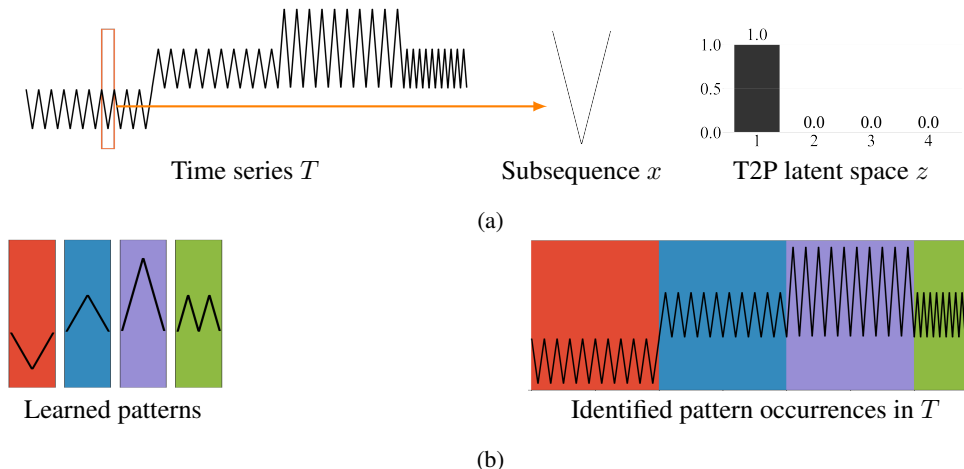 1.0
1.0
0.5
0.0 0.0 0.0
0.0
1 2 3 4
Time series T
Subsequence x
T2P latent space z
(a)
Learned patterns
Identified pattern occurrences in T
(b)